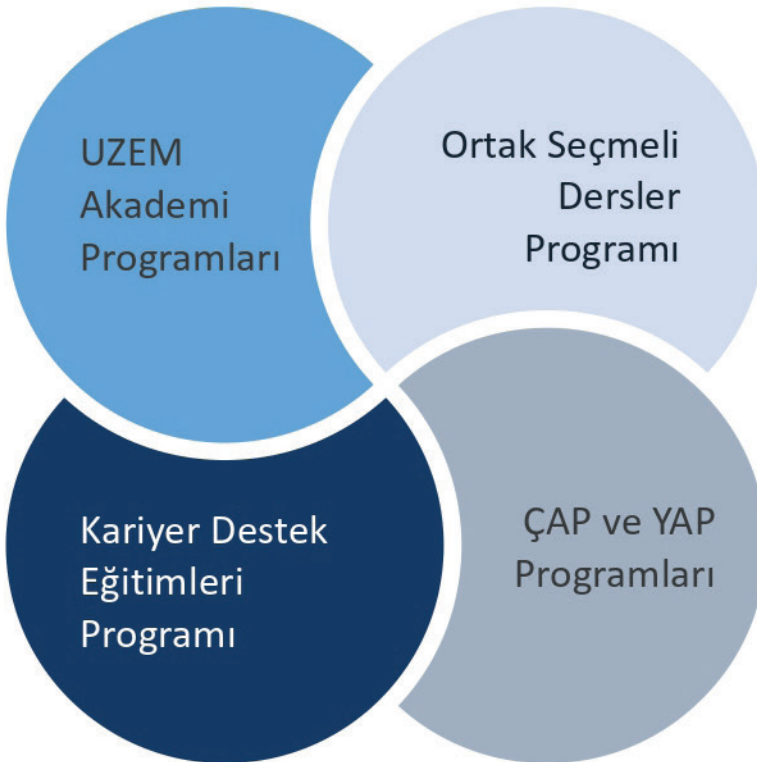 UZEM
Akademi
Programları
Ortak Seçmeli
Dersler
Programı
Kariyer Destek
Eğitimleri
Programı
ÇAP ve YAP
Programları